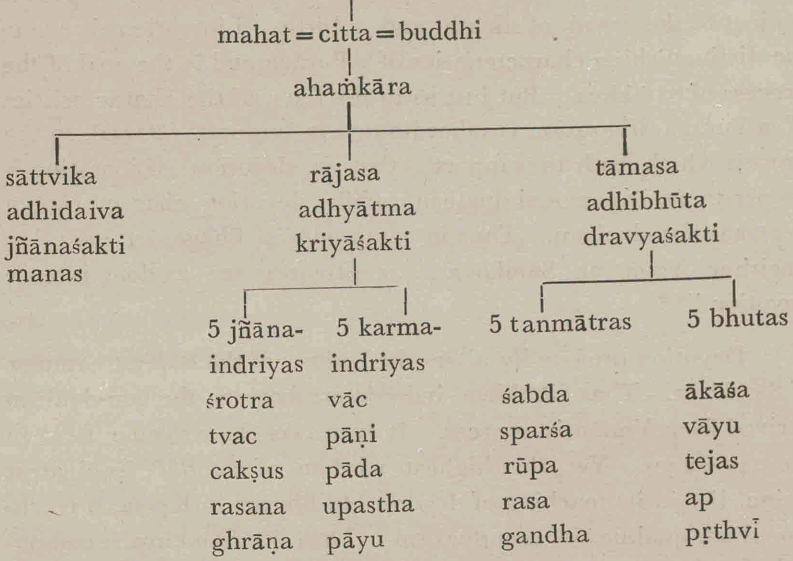 mahat = citta = buddhi
ahaṁkāra
sāttvika rājasa tāmasa
adhidaiva adhyātma adhibhūta
jñānaśakti kriyāśakti dravyaśakti
manas
5 jñāna- 5 karma- 5 tanmātras 5 bhutas
indriyas indriyas
śrotra vāc śabda ākāśa
tvac pāṇi sparśa vāyu
cakṣus pāda rūpa tejas
rasana upastha rasa ap
ghrāṇa pāyu gandha pṛthvī